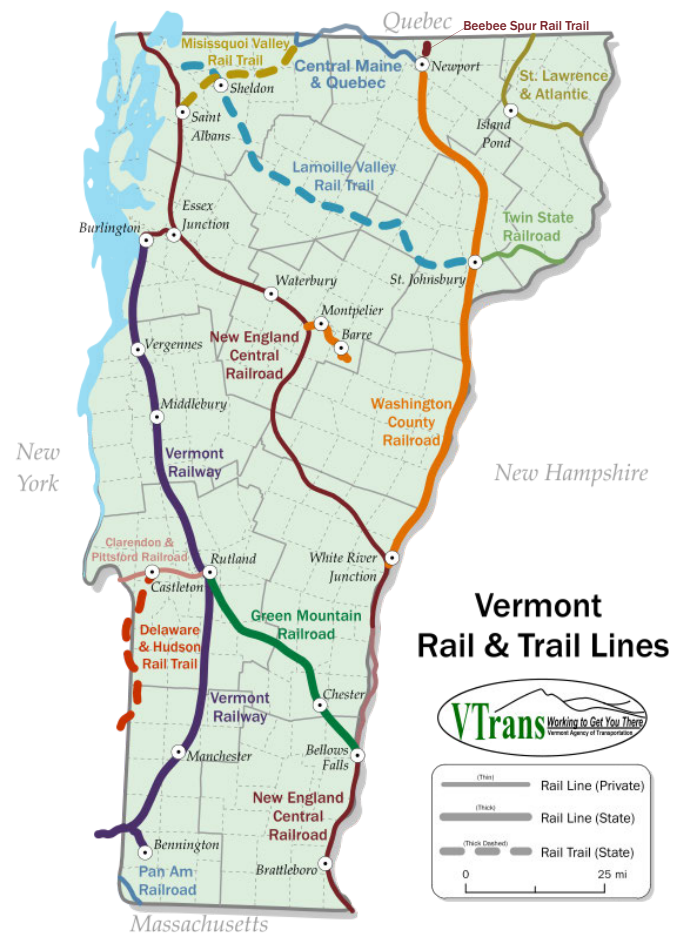 Quebec
Beebee Spur Rail Trail
Misissquoi Valley
Rail Trail
Central Maine
& Quebec
Newport
St. Lawrence
& Atlantic
Sheldon
Saint
Albans
Island
Pond
Lamoille Valley
Rail Trail
Essex
Junction
Burlington
Twin State
Railroad
St. Johnsbury
Waterbury
Montpelier
Barre
New England
Central
Railroad
Vergennes
Middlebury
Washington
County
Railroad
New
York
Vermont
Railway
New Hampshire
Clarendon &
Pittsford Railroad
Rutland
Castleton
White River
Junction
Delaware
& Hudson
Rail Trail
Green Mountain
Railroad
Vermont
Rail & Trail Lines
Vermont
Railway
Chester
VTrans
Working to Get You There
Vermont Agency of Transportation
Manchester
Bellows
Falls
New England
Central
Railroad
Bennington
Brattleboro
Pan Am
Railroad
Massachusetts
(Thin)
Rail Line (Private)
(Thick)
Rail Line (State)
(Thick Dashed)
Rail Trail (State)
0 25 mi